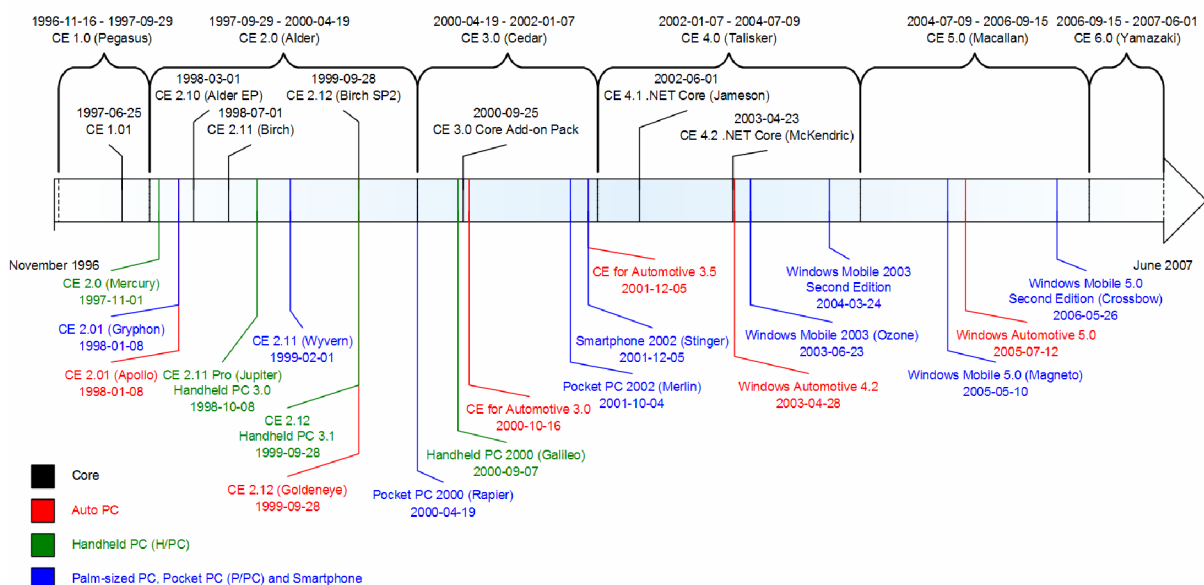 1996-11-16 - 1997-09-29
CE 1.0 (Pegasus)
1997-09-29 - 2000-04-19
CE 2.0 (Alder)
2000-04-19 - 2002-01-07
CE 3.0 (Cedar)
2002-01-07 - 2004-07-09
CE 4.0 (Talisker)
2004-07-09 - 2006-09-15
CE 5.0 (Macallan)
2006-09-15 - 2007-06-01
CE 6.0 (Yamazaki)
1997-06-25
CE 1.01
1998-03-01
CE 2.10 (Alder EP)
1998-07-01
CE 2.11 (Birch)
1999-09-28
CE 2.12 (Birch SP2)
2000-09-25
CE 3.0 Core Add-on Pack
2002-06-01
CE 4.1 .NET Core (Jameson)
2003-04-23
CE 4.2 .NET Core (McKendric)
November 1996
June 2007
CE 2.0 (Mercury)
1997-11-01
CE 2.01 (Gryphon)
1998-01-08
CE 2.01 (Apollo)
1998-01-08
CE 2.11 Pro (Jupiter)
Handheld PC 3.0
1998-10-08
CE 2.11 (Wyvern)
1999-02-01
CE 2.12
Handheld PC 3.1
1999-09-28
CE 2.12 (Goldeneye)
1999-09-28
Pocket PC 2000 (Rapier)
2000-04-19
Handheld PC 2000 (Galileo)
2000-09-07
CE for Automotive 3.0
2000-10-16
CE for Automotive 3.5
2001-12-05
Smartphone 2002 (Stinger)
2001-12-05
Pocket PC 2002 (Merlin)
2001-10-04
Windows Mobile 2003
Second Edition
2004-03-24
Windows Mobile 2003 (Ozone)
2003-06-23
Windows Automotive 4.2
2003-04-28
Windows Mobile 5.0
Second Edition (Crossbow)
2006-05-26
Windows Automotive 5.0
2005-07-12
Windows Mobile 5.0 (Magneto)
2005-05-10
Core
Auto PC
Handheld PC (H/PC)
Palm-sized PC, Pocket PC (P/PC) and Smartphone